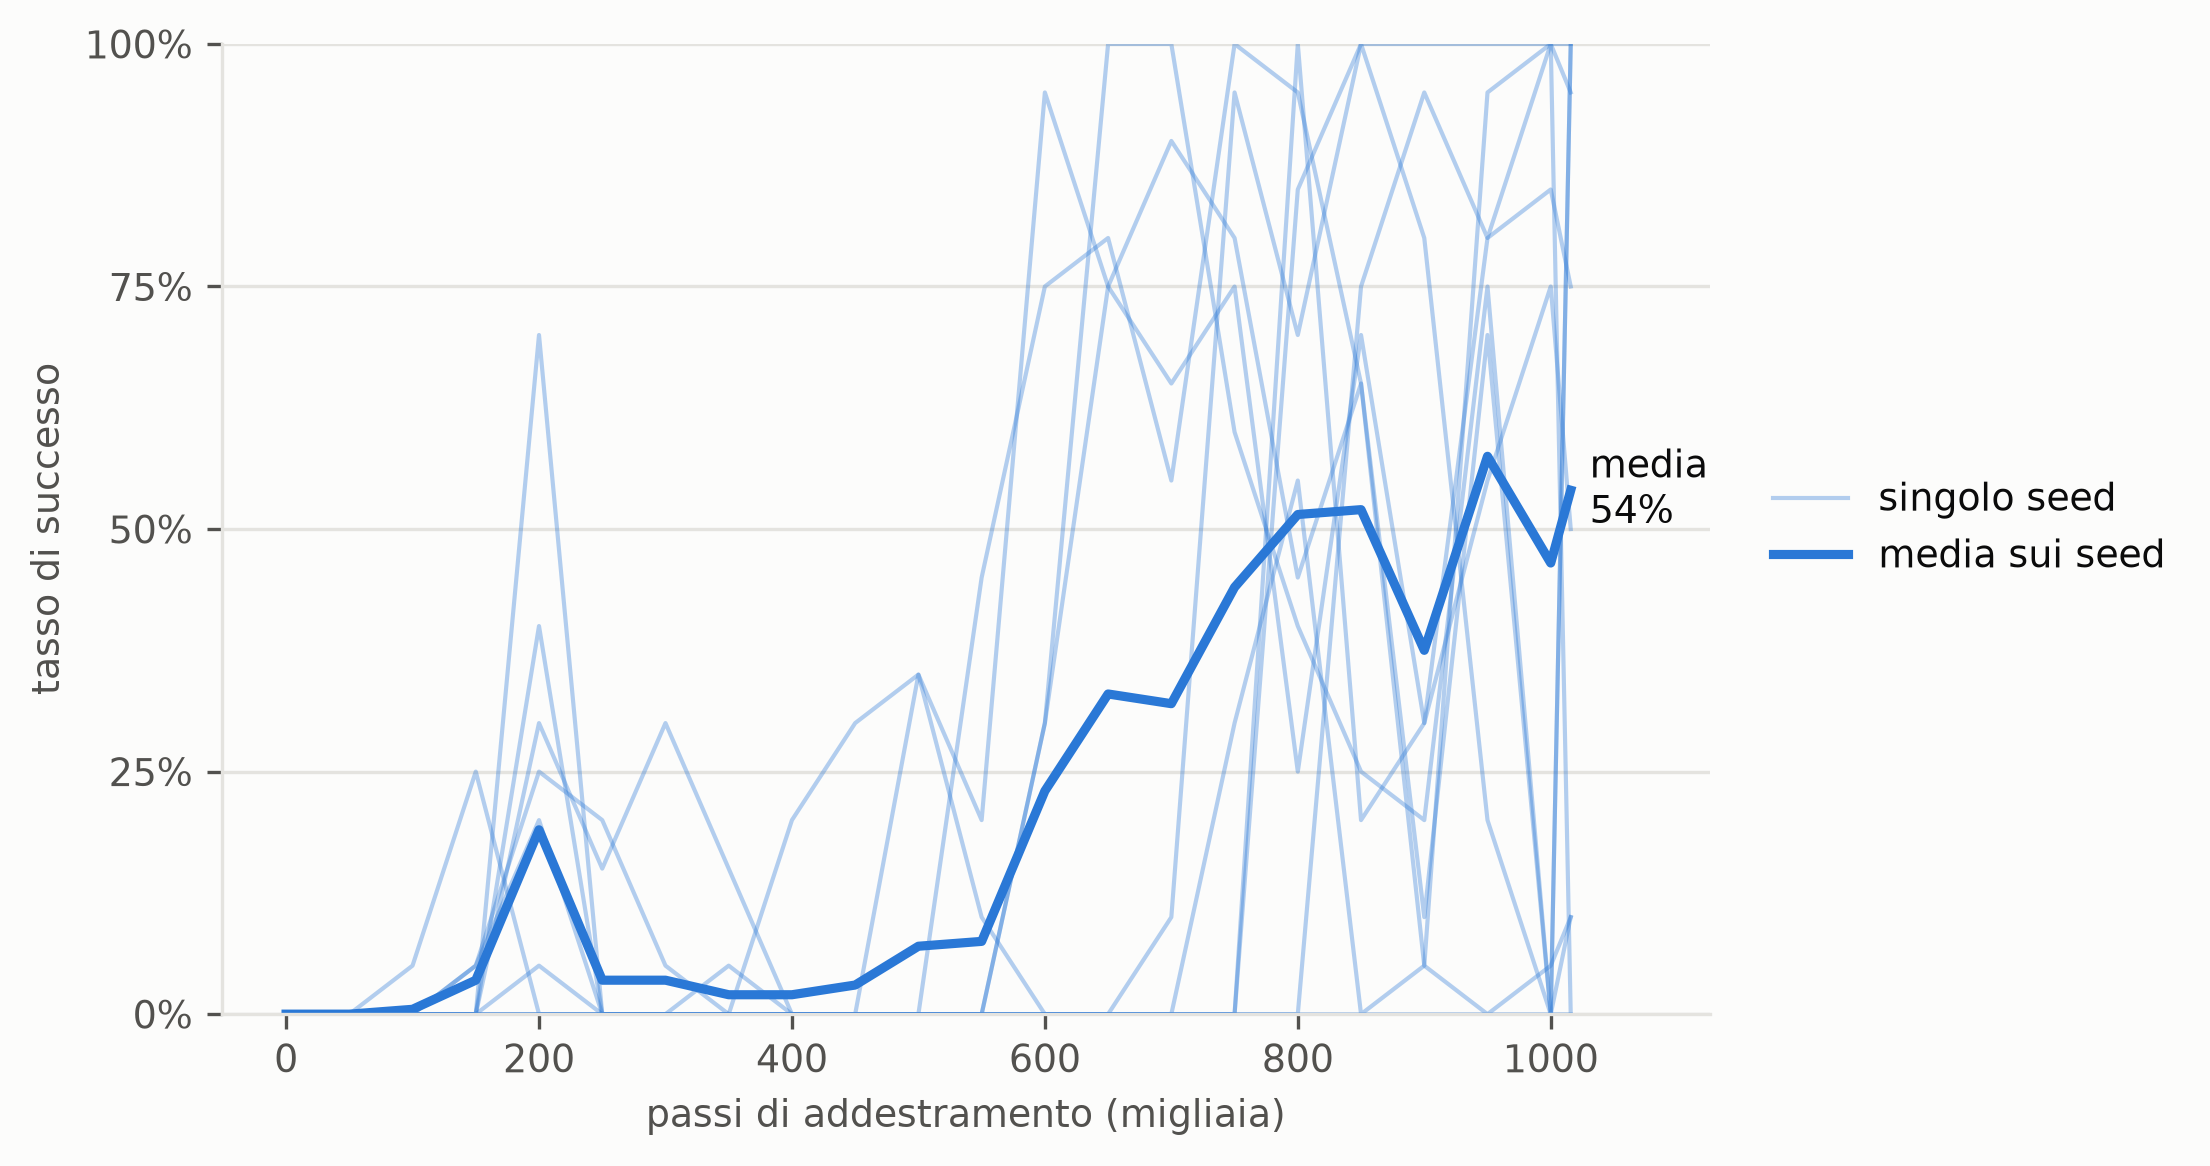 100%
75%
50%
25%
0%
tasso di successo
0
200
400
600
800
1000
passi di addestramento (migliaia)
media
54%
singolo seed
media sui seed